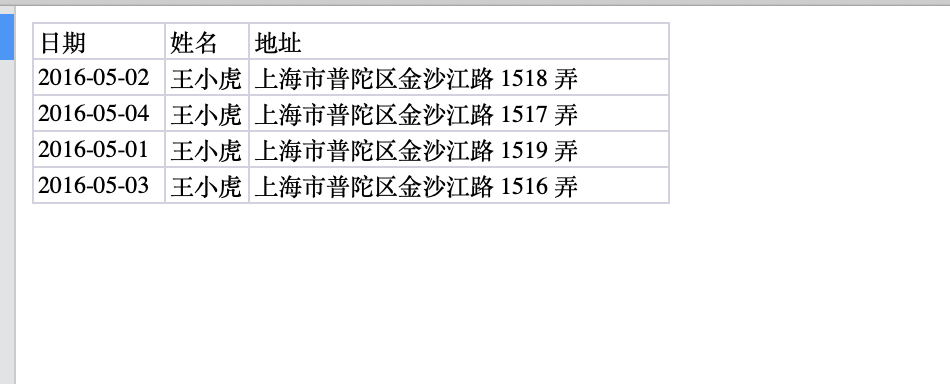 日期 姓名 地址
2016-05-02 王小虎 上海市普陀区金沙江路 1518 弄
2016-05-04 王小虎 上海市普陀区金沙江路 1517 弄
2016-05-01 王小虎 上海市普陀区金沙江路 1519 弄
2016-05-03 王小虎 上海市普陀区金沙江路 1516 弄